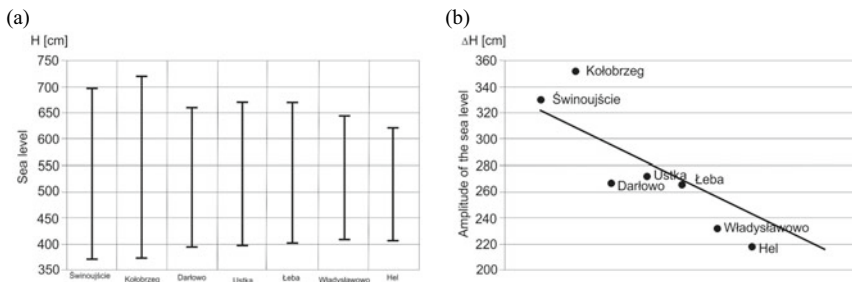 (a)
H [cm]
Sea level
750
700
650
600
550
500
450
400
350
Świnoujście
Kołobrzeg
Darłowo
Ustka
Łeba
Władysławowo
Hel
(b)
ΔH [cm]
Amplitude of the sea level
360
340
320
300
280
260
240
220
200
Kołobrzeg
Świnoujście
Ustka
Darłowo
Łeba
Władysławowo
Hel